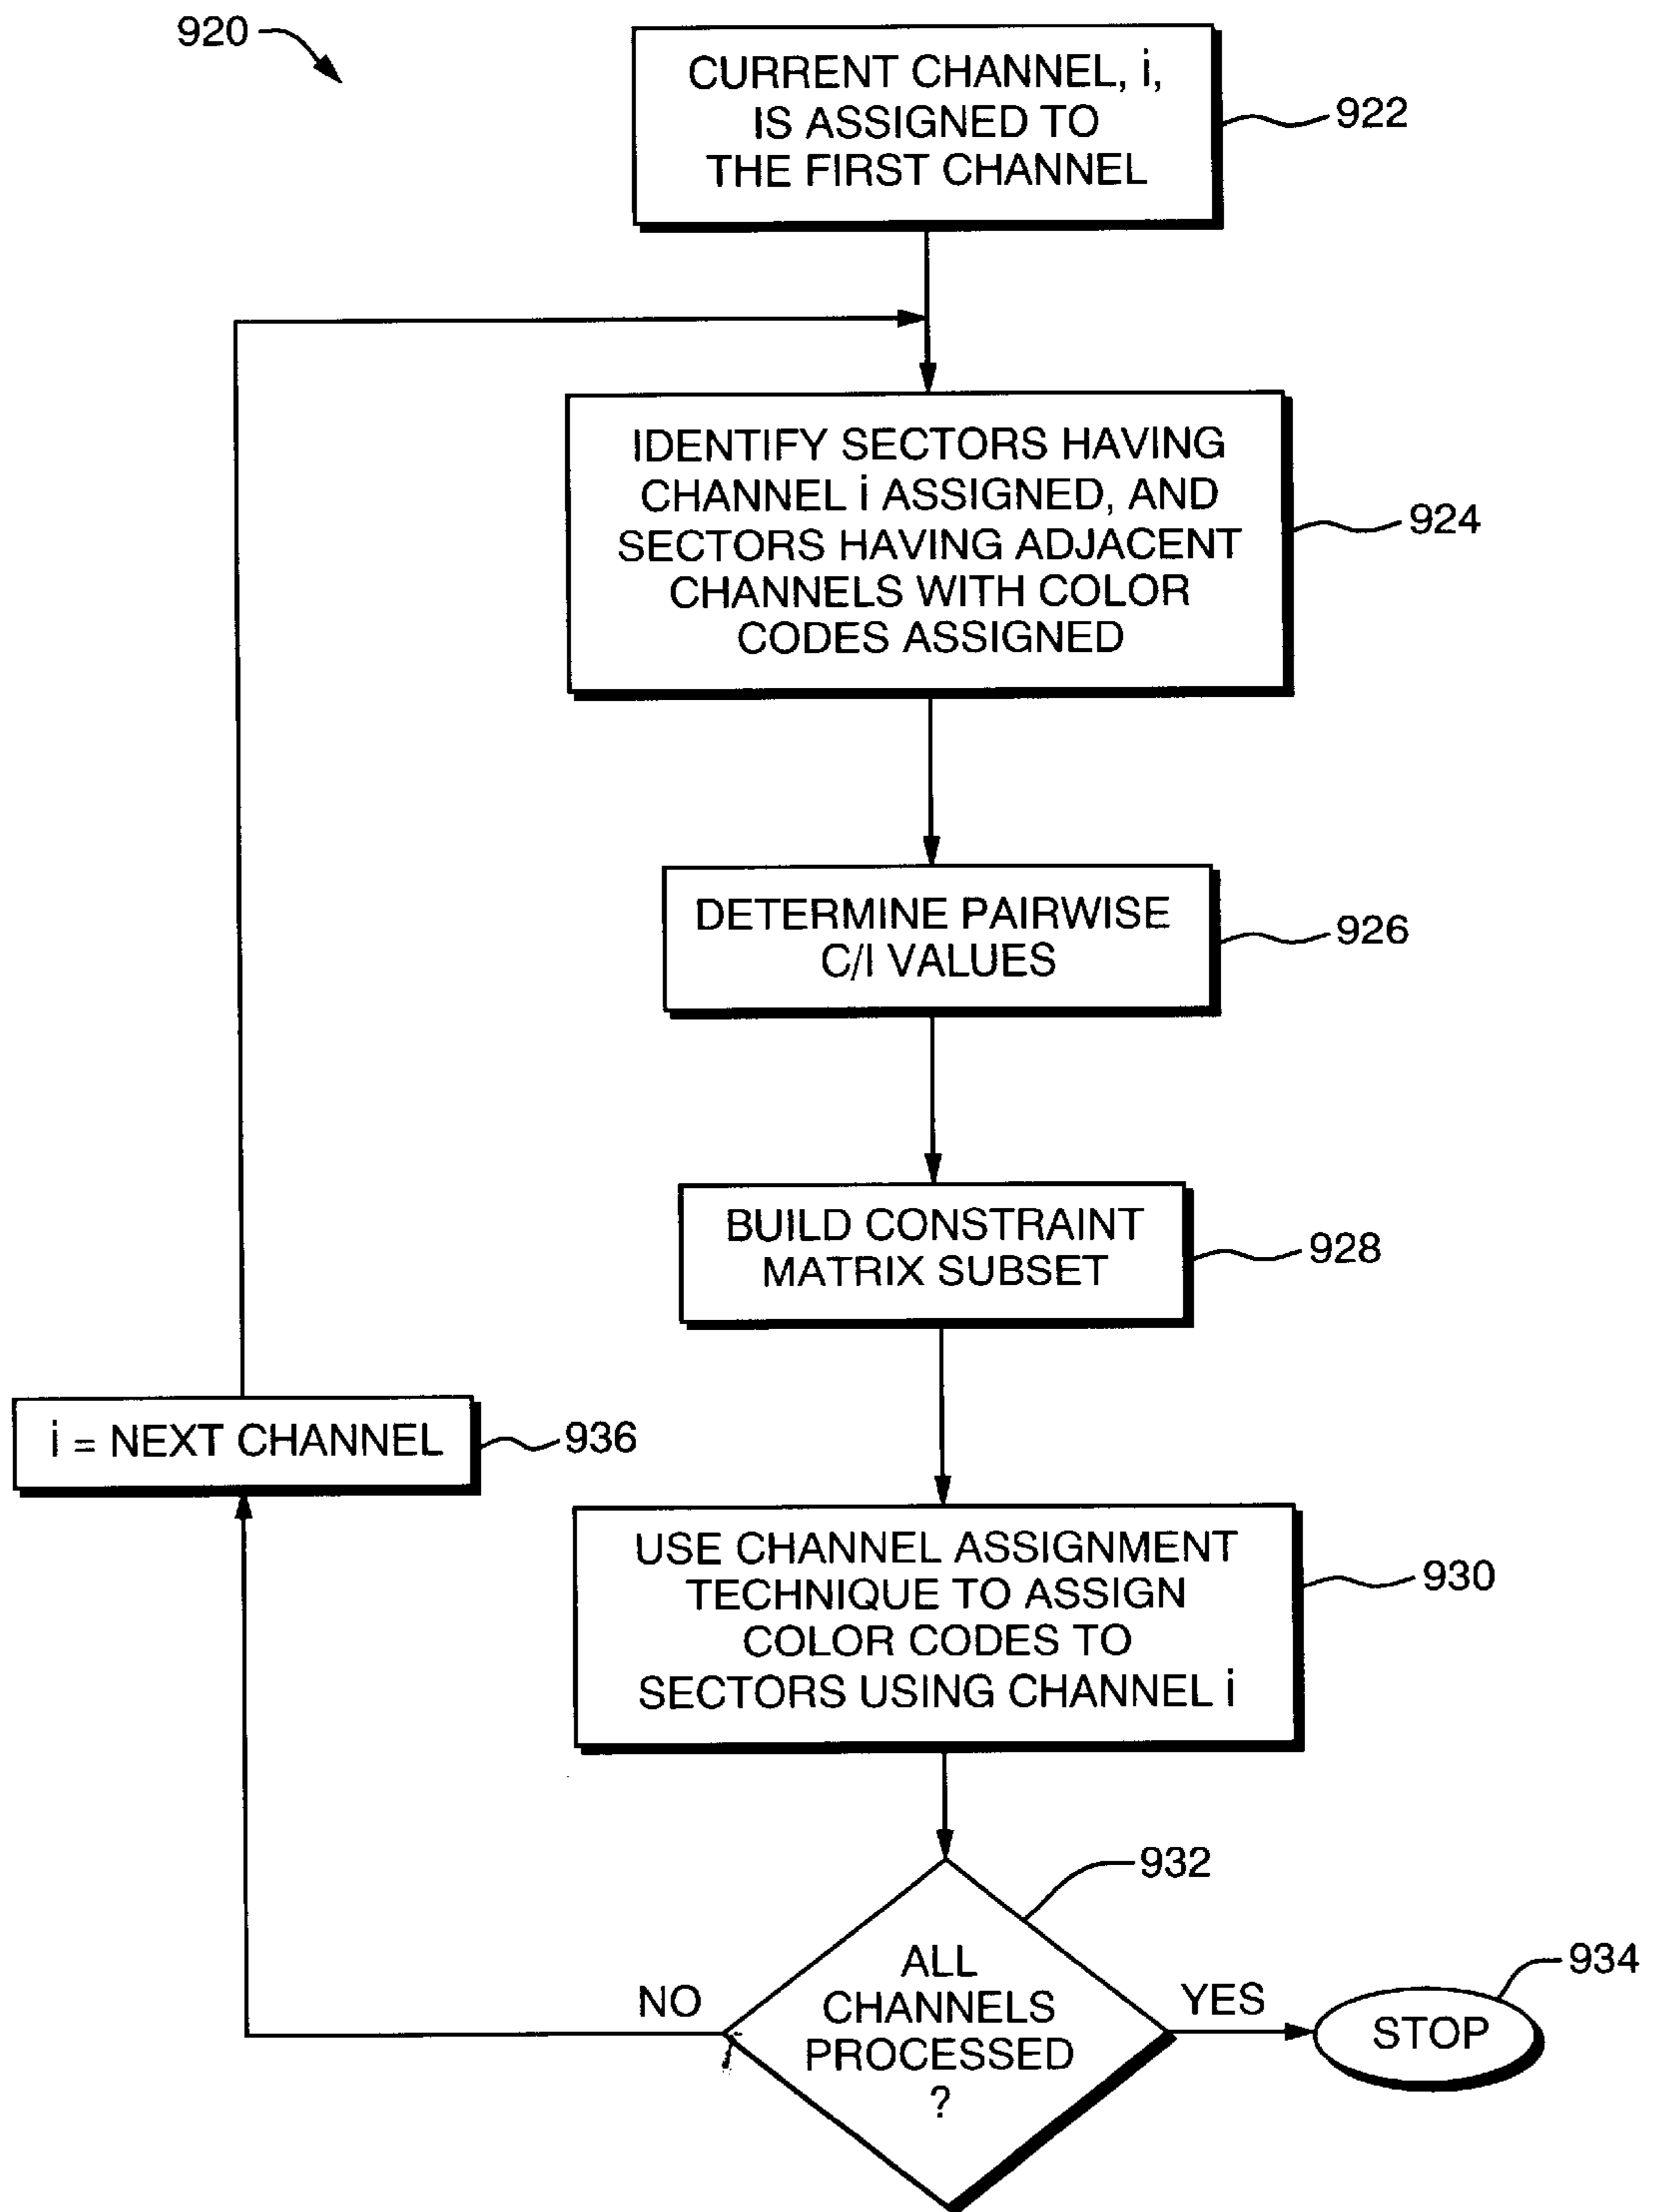 920
CURRENT CHANNEL, i,
IS ASSIGNED TO
THE FIRST CHANNEL
922
IDENTIFY SECTORS HAVING
CHANNEL i ASSIGNED, AND
SECTORS HAVING ADJACENT
CHANNELS WITH COLOR
CODES ASSIGNED
924
DETERMINE PAIRWISE
C/I VALUES
926
BUILD CONSTRAINT
MATRIX SUBSET
928
i = NEXT CHANNEL
936
USE CHANNEL ASSIGNMENT
TECHNIQUE TO ASSIGN
COLOR CODES TO
SECTORS USING CHANNEL i
930
932
ALL
CHANNELS
PROCESSED
?
NO
YES
934
STOP